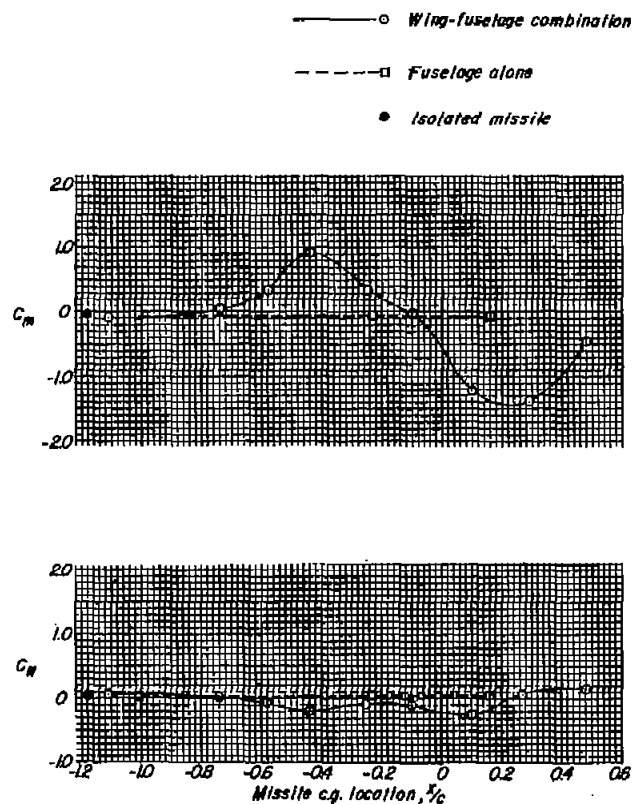 Wing-fuselage combination
Fuselage alone
Isolated missile
2.0
1.0
C_m
0
-1.0
-2.0
2.0
1.0
C_N
0
-1.0
-1.2 -1.0 -0.8 -0.6 -0.4 -0.2 0 0.2 0.4 0.6
Missile c.g. location, x/c